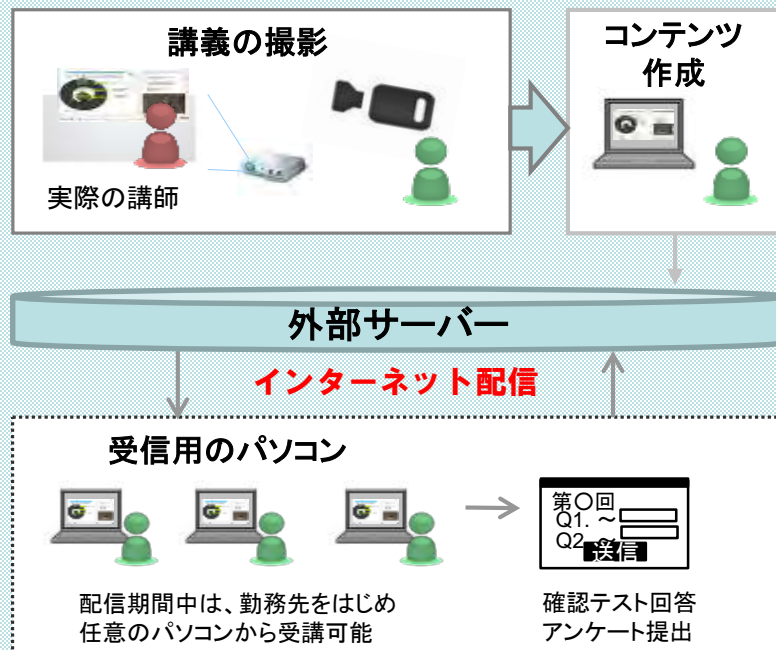 講義の撮影
実際の講師
コンテンツ
作成
外部サーバー
インターネット配信
受信用のパソコン
配信期間中は、勤務先をはじめ
任意のパソコンから受講可能
第〇回
Q1. ~
Q2. ~
送信
確認テスト回答
アンケート提出